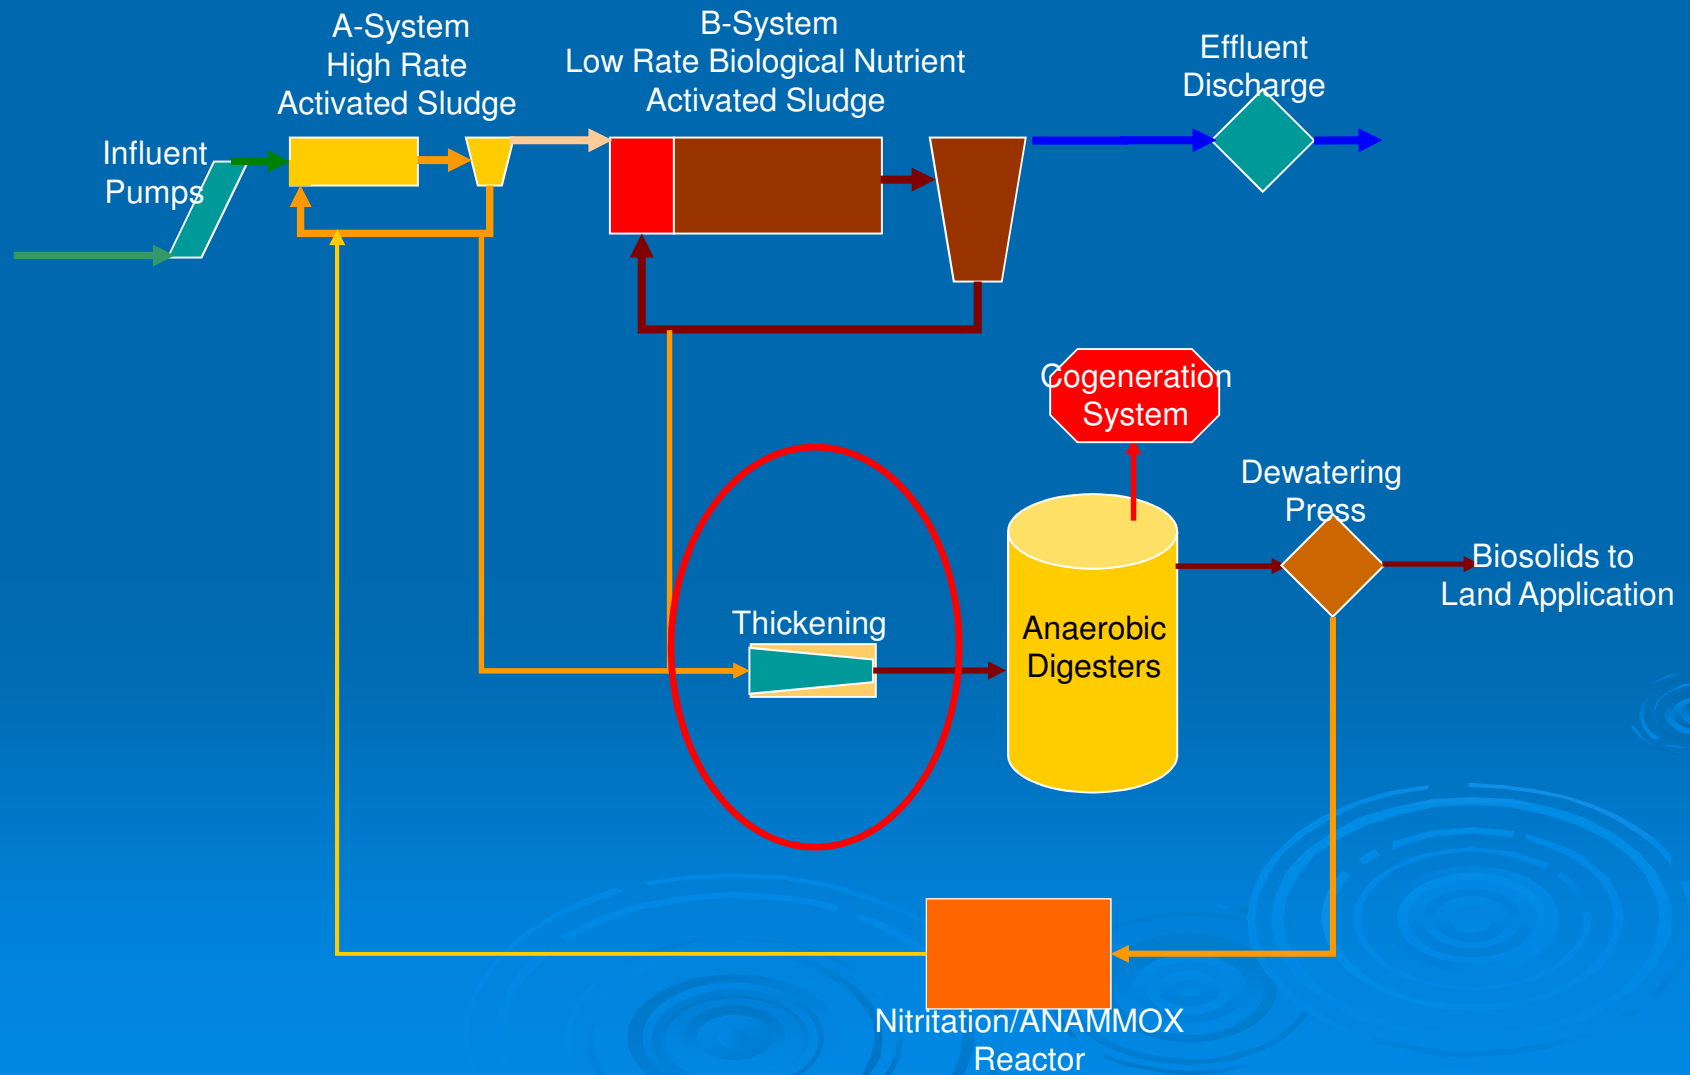 A-System
High Rate
Activated Sludge
B-System
Low Rate Biological Nutrient
Activated Sludge
Effluent
Discharge
Influent
Pumps
Cogeneration
System
Dewatering
Press
Biosolids to
Land Application
Thickening
Anaerobic
Digesters
Nitritation/ANAMMOX
Reactor